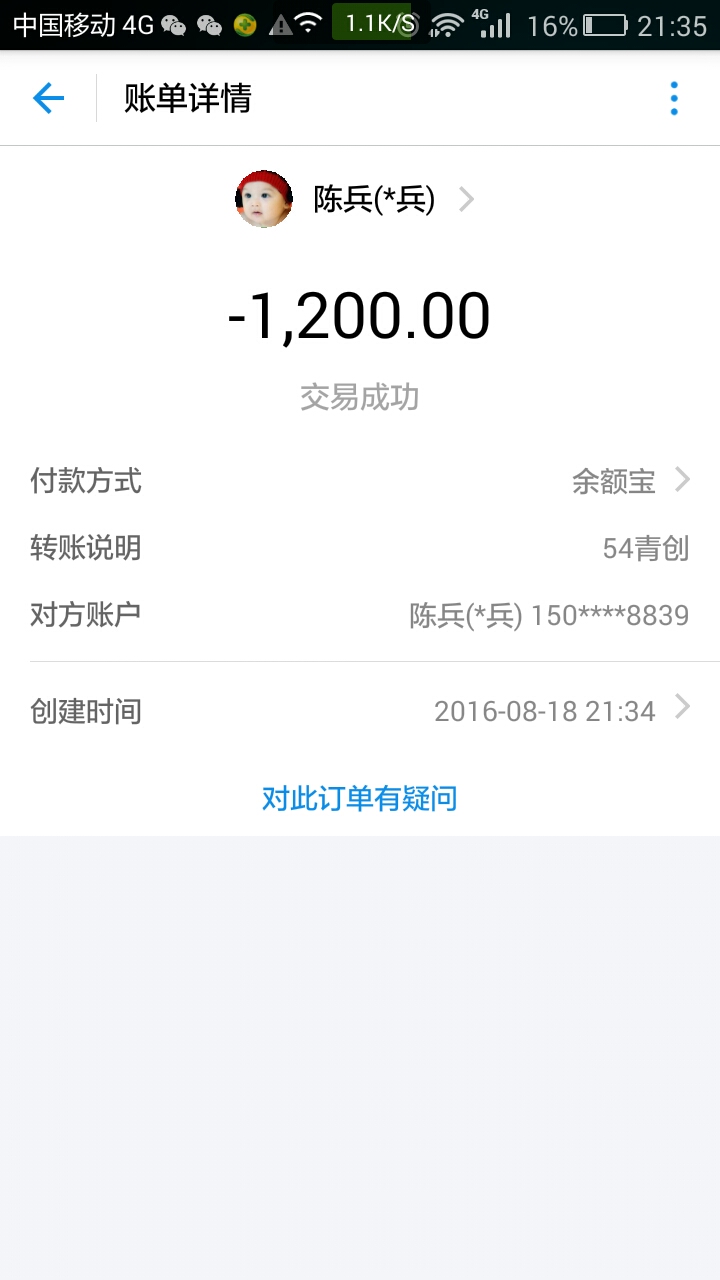 中国移动 4G 1.1K/S 4G 16% 21:35
账单详情
陈兵(*兵)
-1,200.00
交易成功
付款方式 余额宝
转账说明 54青创
对方账户 陈兵(*兵) 150****8839
创建时间 2016-08-18 21:34
对此订单有疑问